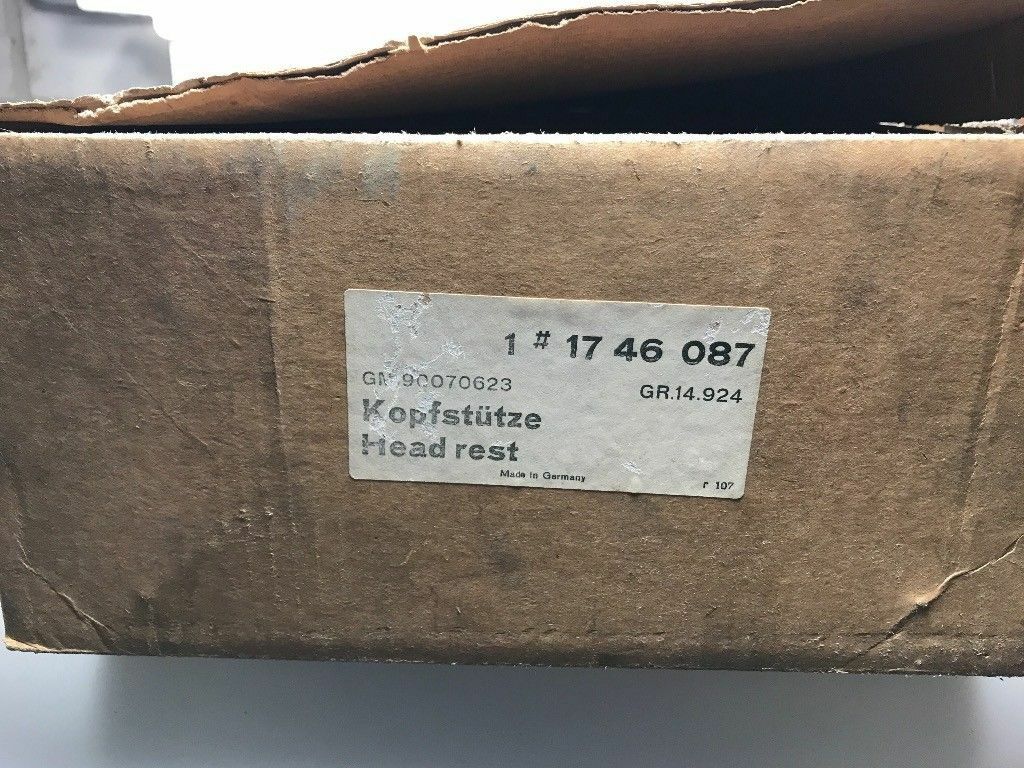 1 # 17 46 087
GM.90070623
GR.14.924
Kopfstütze
Head rest
Made in Germany
r 107